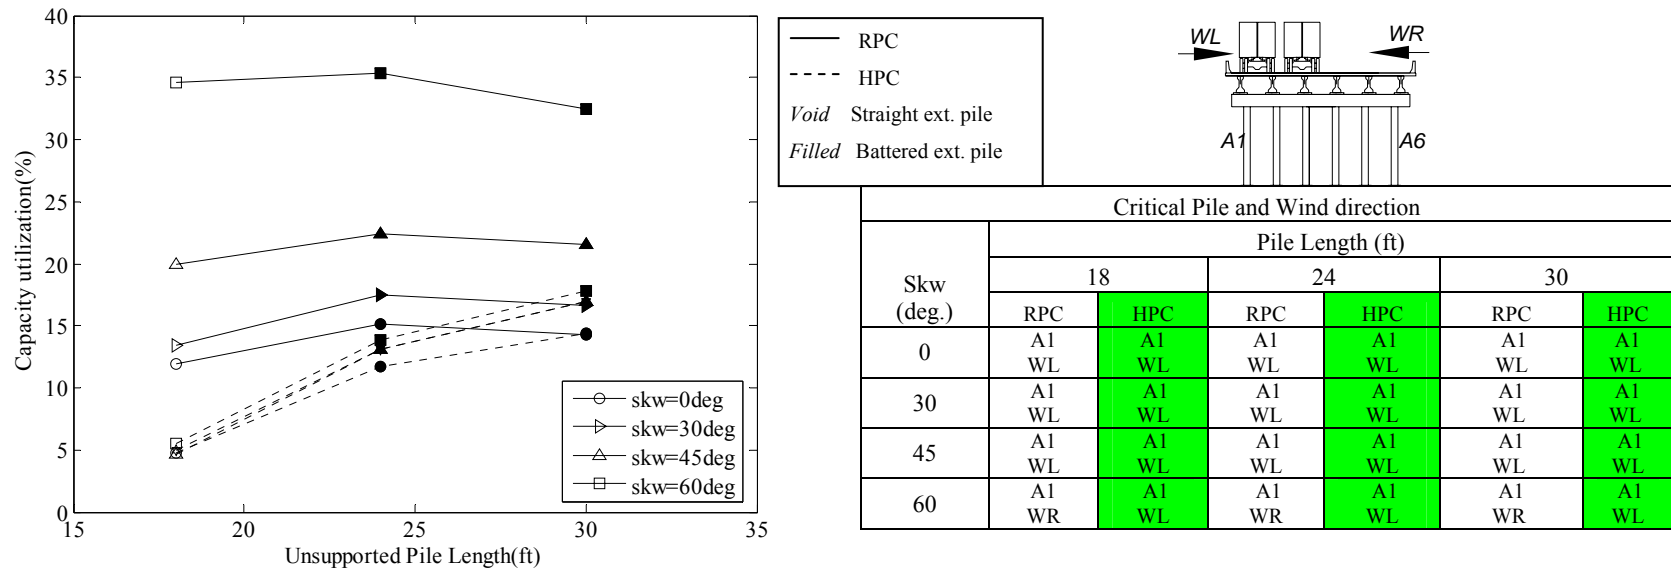 40
35
30
25
20
15
10
5
0
15
20
25
30
35
Capacity utilization(%)
Unsupported Pile Length(ft)
skw=0deg
skw=30deg
skw=45deg
skw=60deg
RPC
HPC
Void Straight ext. pile
Filled Battered ext. pile
WL
WR
A1
A6
Critical Pile and Wind direction
Skw
(deg.)
Pile Length (ft)
18 24 30
RPC HPC RPC HPC RPC HPC
0
A1 A1 A1 A1 A1 A1
WL WL WL WL WL WL
30
A1 A1 A1 A1 A1 A1
WL WL WL WL WL WL
45
A1 A1 A1 A1 A1 A1
WL WL WL WL WL WL
60
A1 A1 A1 A1 A1 A1
WR WL WR WL WR WL